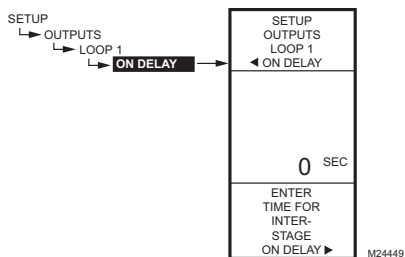 SETUP
OUTPUTS
LOOP 1
ON DELAY
SETUP
OUTPUTS
LOOP 1
◄ ON DELAY
0 SEC
ENTER
TIME FOR
INTER-
STAGE
ON DELAY ►
M24449